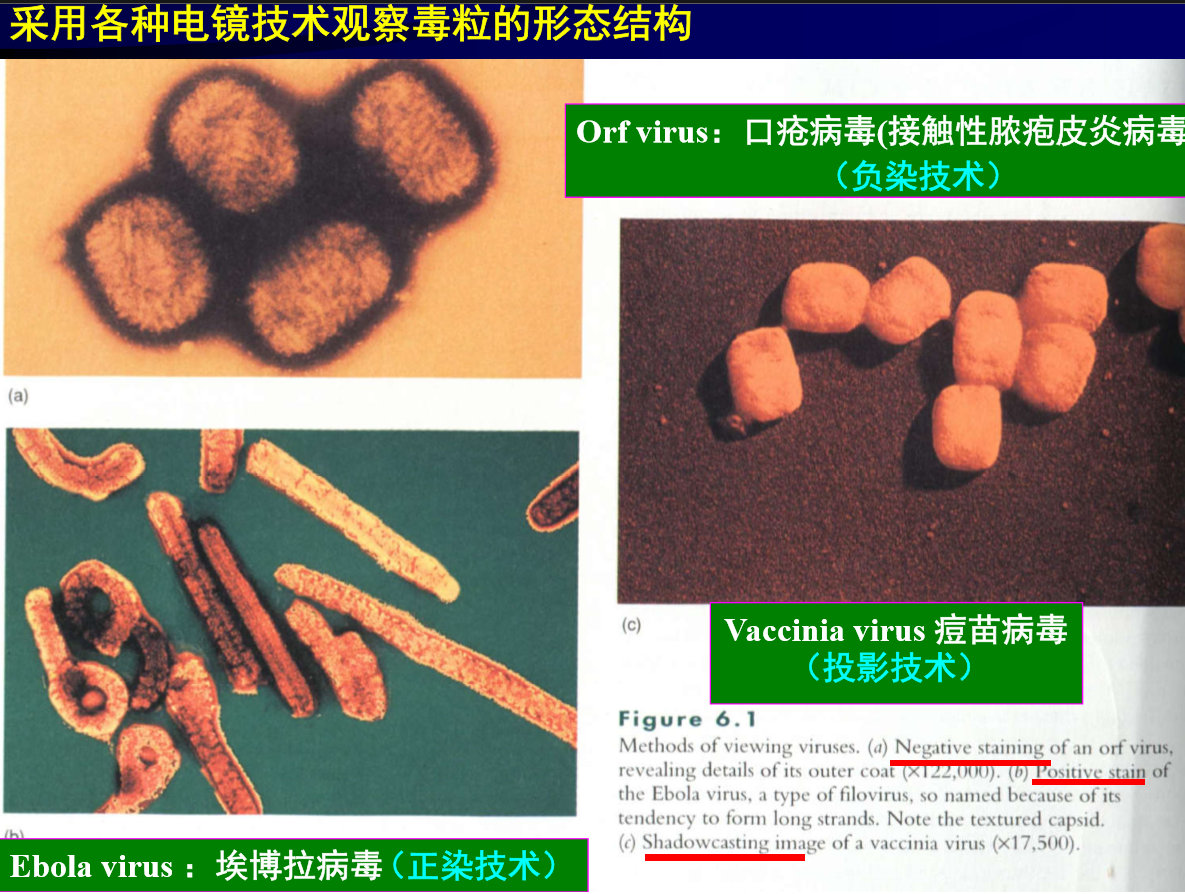 采用各种电镜技术观察毒粒的形态结构
Orf virus：口疮病毒(接触性脓疱皮炎病毒
（负染技术）
(a)
(c)
Vaccinia virus 痘苗病毒
（投影技术）
Figure 6.1
Methods of viewing viruses. (a) Negative staining of an orf virus,
revealing details of its outer coat (×122,000). (b) Positive stain of
the Ebola virus, a type of filovirus, so named because of its
tendency to form long strands. Note the textured capsid.
(c) Shadowcasting image of a vaccinia virus (×17,500).
(b)
Ebola virus ：埃博拉病毒（正染技术）